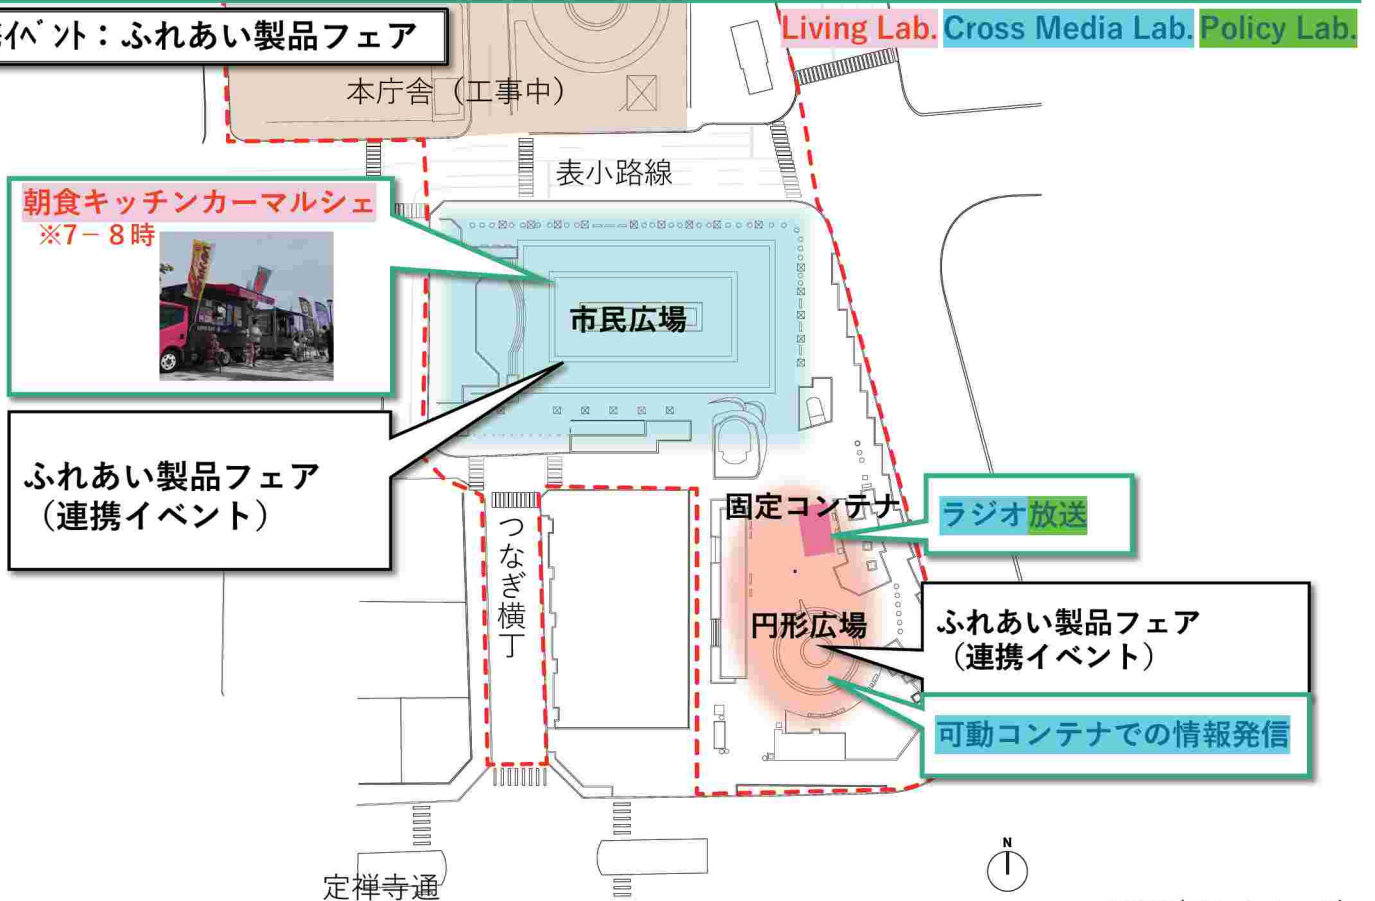 ｲﾍﾞﾝﾄ：ふれあい製品フェア
Living Lab. Cross Media Lab. Policy Lab.
本庁舎（工事中）
表小路線
朝食キッチンカーマルシェ
※7－8時
市民広場
ふれあい製品フェア
（連携イベント）
つなぎ横丁
固定コンテナ
ラジオ放送
円形広場
ふれあい製品フェア
（連携イベント）
可動コンテナでの情報発信
N
定禅寺通